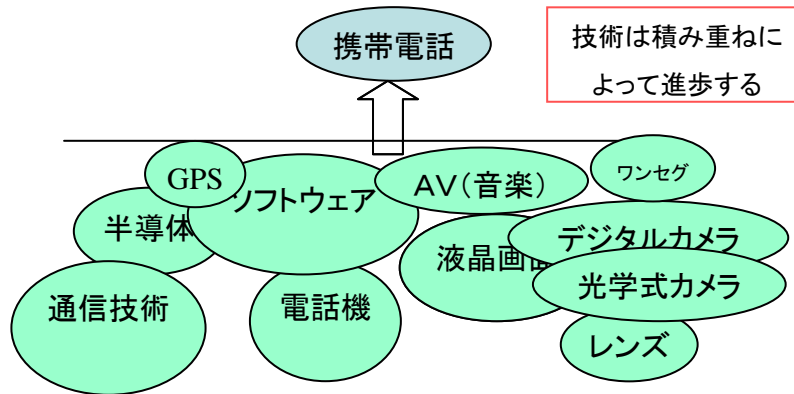 携帯電話
技術は積み重ねに
よって進歩する
GPS
ソフトウェア
AV(音楽)
ワンセグ
半導体
液晶画面
デジタルカメラ
通信技術
電話機
光学式カメラ
レンズ